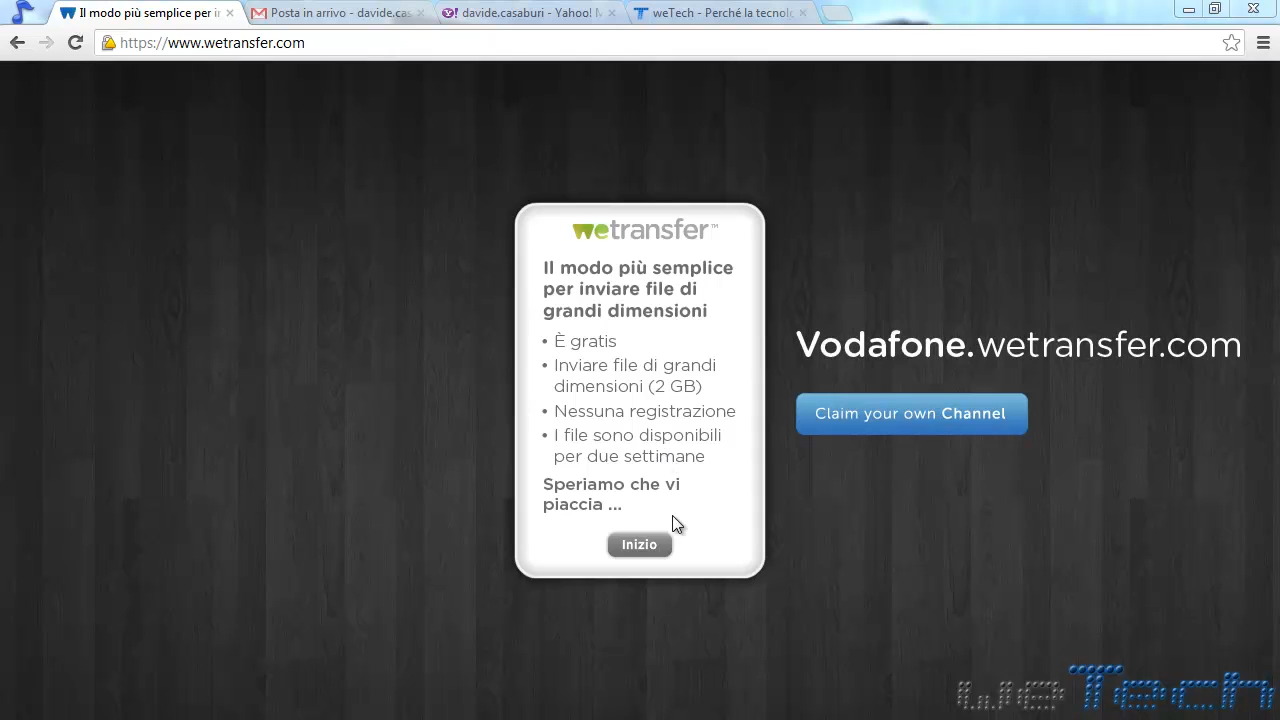 Il modo più semplice per in
Posta in arrivo - davide.cas
davide.casaburi - Yahoo! M
weTech - Perché la tecnolo
https://www.wetransfer.com
wetransfer™
Il modo più semplice
per inviare file di
grandi dimensioni
• È gratis
• Inviare file di grandi
dimensioni (2 GB)
• Nessuna registrazione
• I file sono disponibili
per due settimane
Speriamo che vi
piaccia ...
Inizio
Vodafone.wetransfer.com
Claim your own Channel
weTech